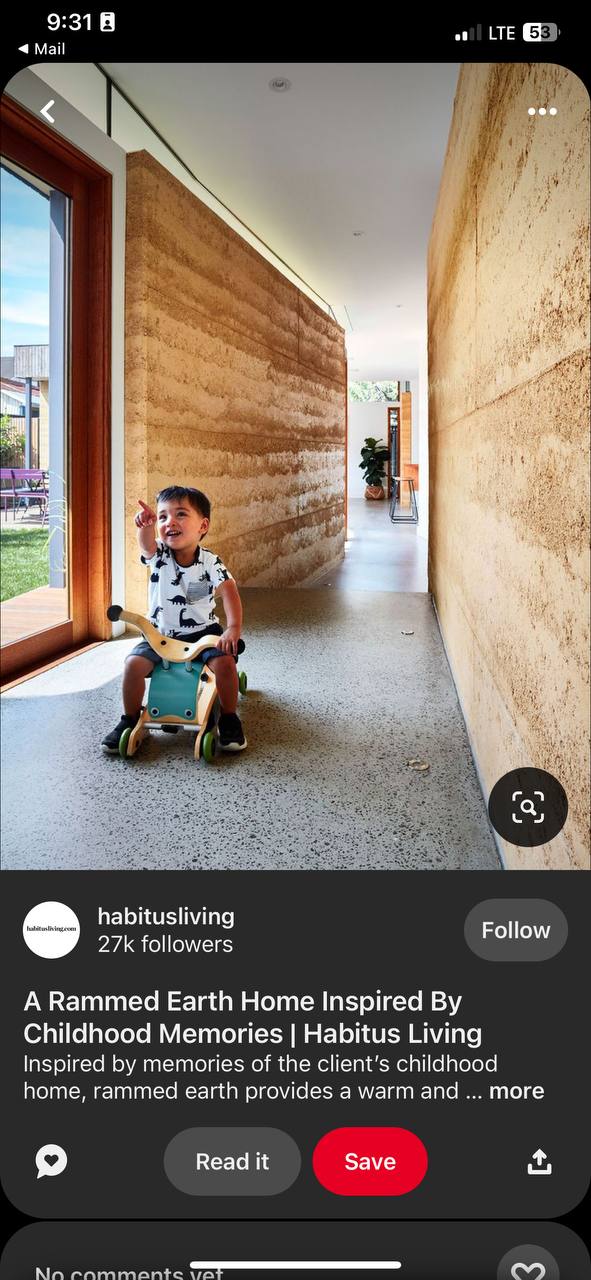 9:31
LTE 53
Mail
habitusliving.com
habitusliving
27k followers
Follow
A Rammed Earth Home Inspired By
Childhood Memories | Habitus Living
Inspired by memories of the client’s childhood
home, rammed earth provides a warm and ... more
Read it
Save
No comments yet